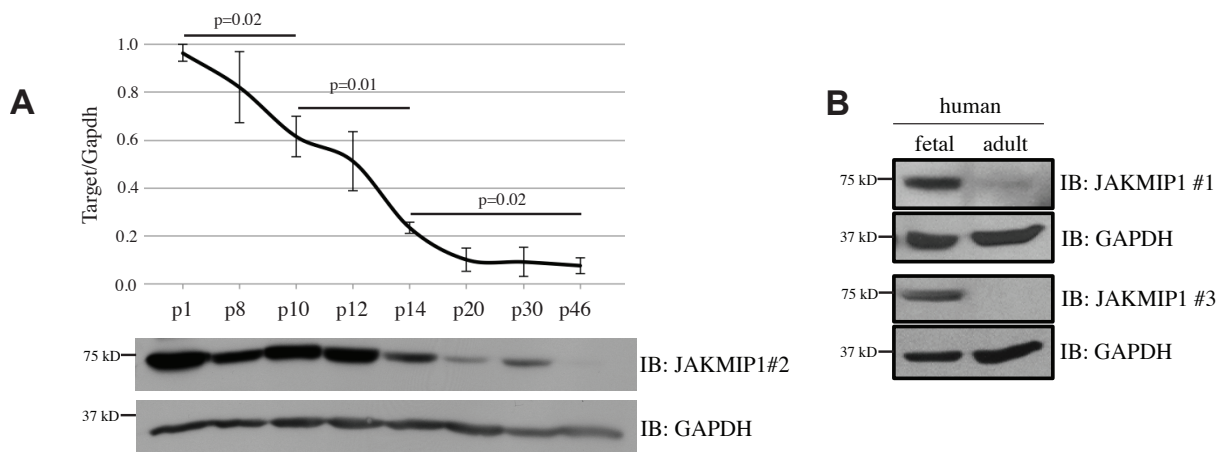 A
p=0.02
p=0.01
p=0.02
Target/Gapdh
1.0
0.8
0.6
0.4
0.2
0.0
p1 p8 p10 p12 p14 p20 p30 p46
75 kD
IB: JAKMIP1#2
37 kD
IB: GAPDH
B
human
fetal adult
75 kD
IB: JAKMIP1 #1
37 kD
IB: GAPDH
75 kD
IB: JAKMIP1 #3
37 kD
IB: GAPDH